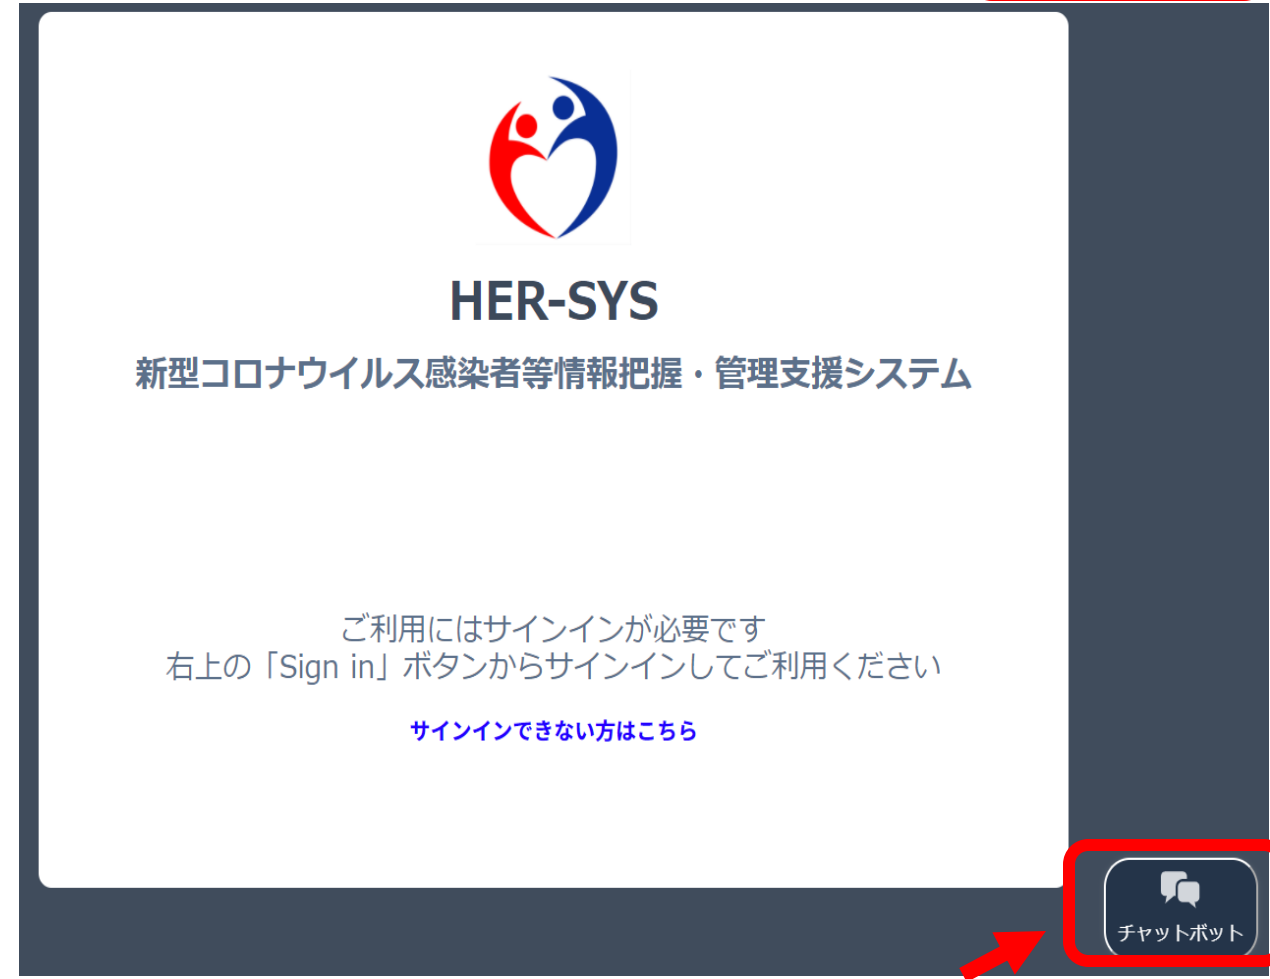 HER-SYS
新型コロナウイルス感染者等情報把握・管理支援システム
ご利用にはサインインが必要です
右上の「Sign in」ボタンからサインインしてご利用ください
サインインできない方はこちら
チャットボット